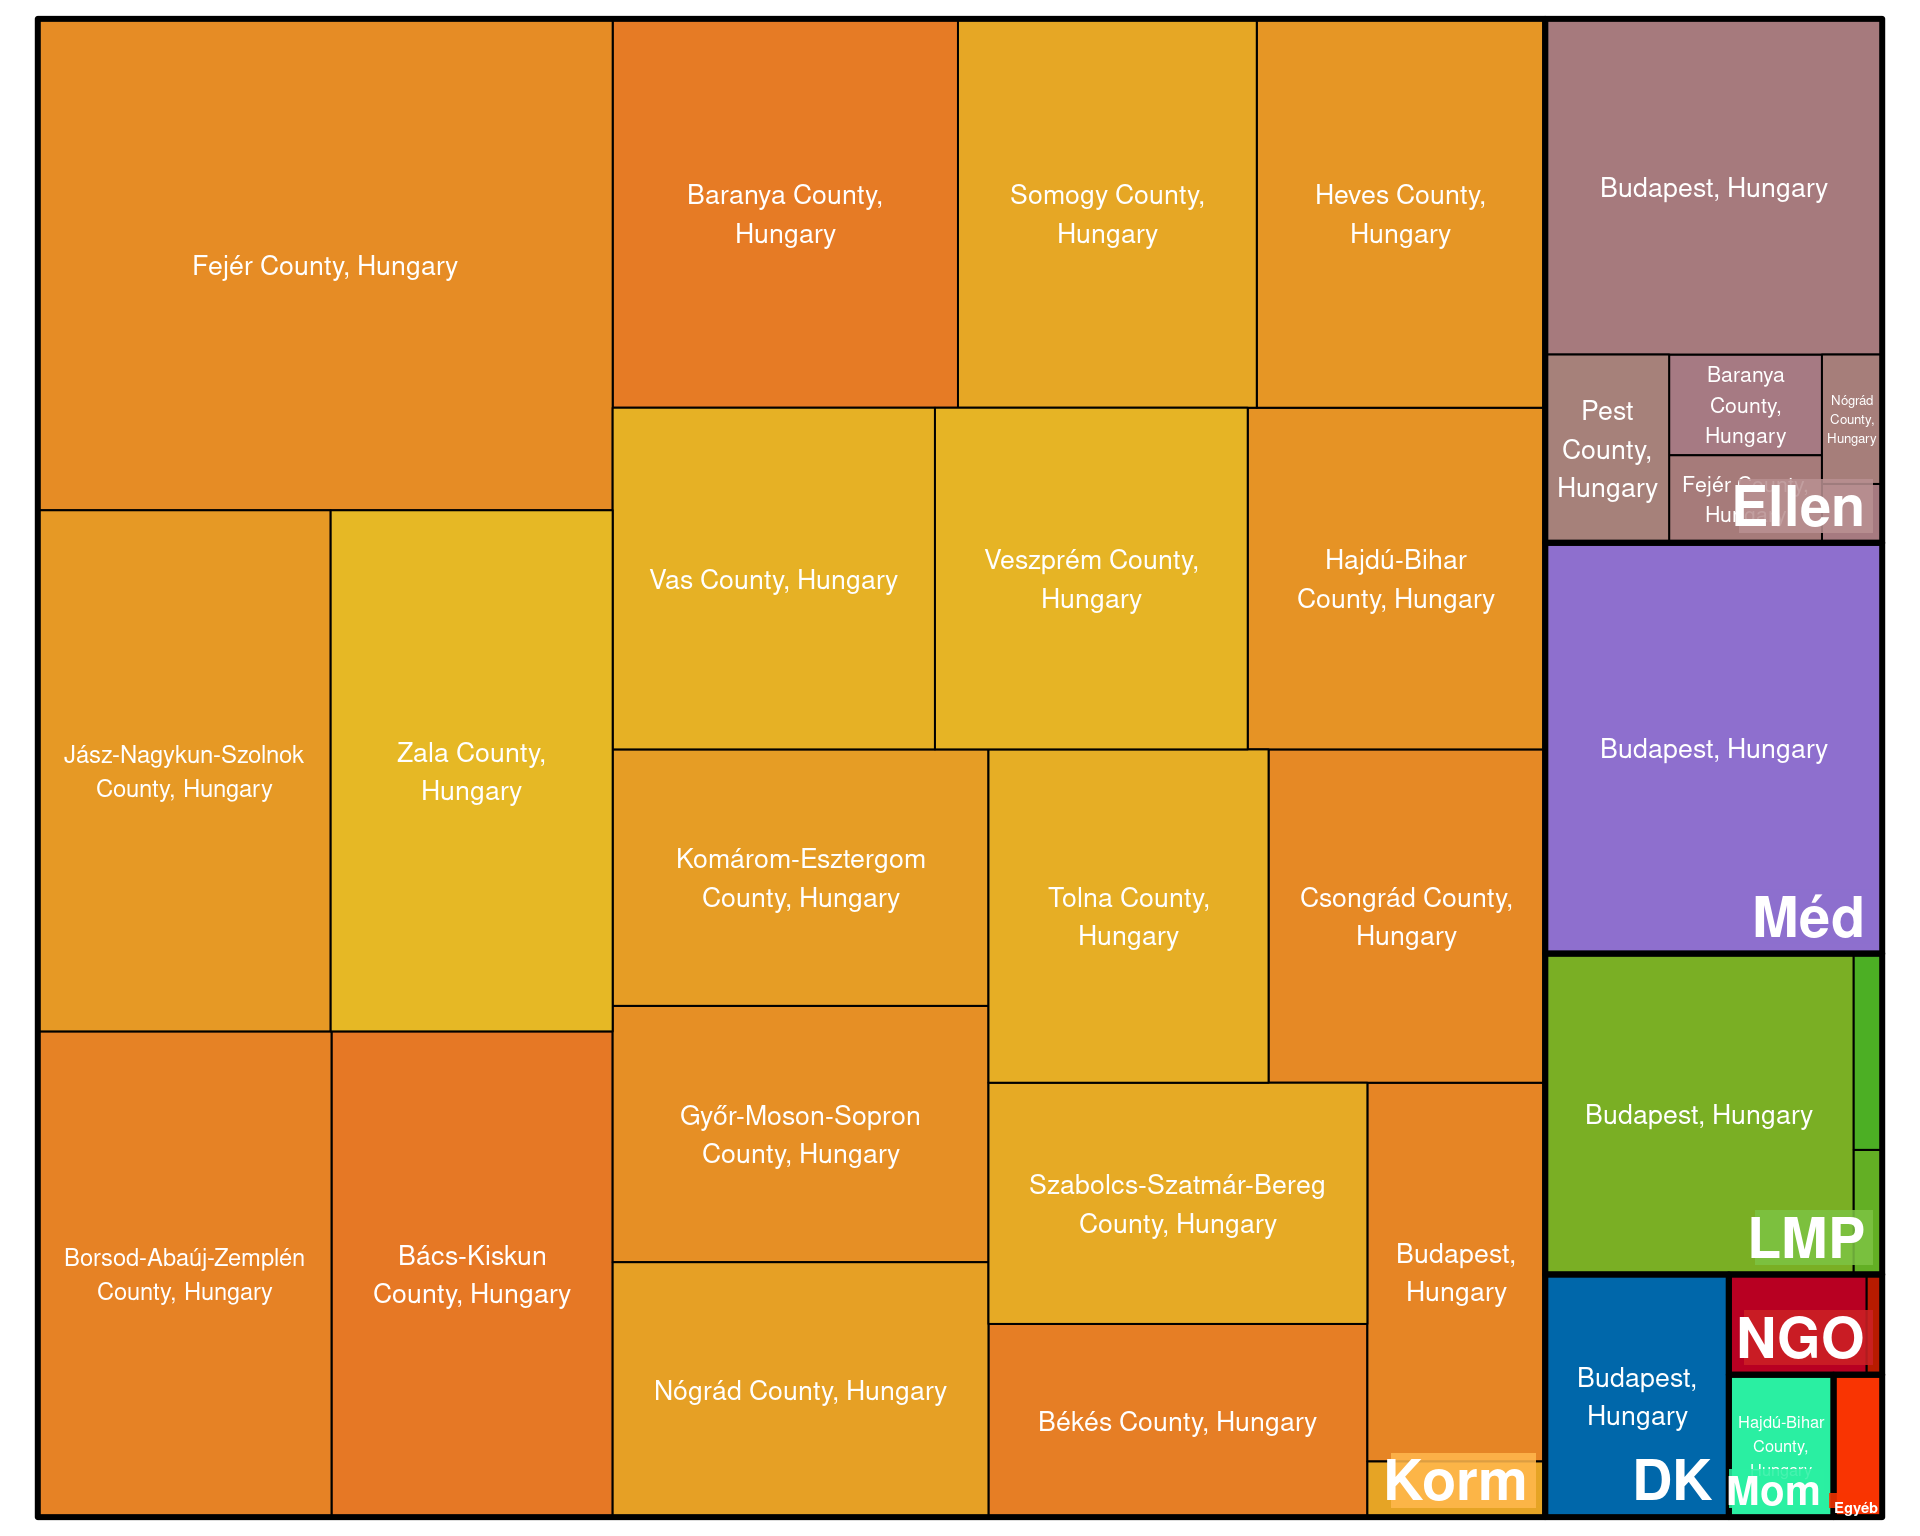 Fejér County, Hungary
Baranya County,
Hungary
Somogy County,
Hungary
Heves County,
Hungary
Jász-Nagykun-Szolnok
County, Hungary
Zala County,
Hungary
Vas County, Hungary
Veszprém County,
Hungary
Hajdú-Bihar
County, Hungary
Borsod-Abaúj-Zemplén
County, Hungary
Bács-Kiskun
County, Hungary
Komárom-Esztergom
County, Hungary
Tolna County,
Hungary
Csongrád County,
Hungary
Győr-Moson-Sopron
County, Hungary
Szabolcs-Szatmár-Bereg
County, Hungary
Budapest,
Hungary
Nógrád County, Hungary
Békés County, Hungary
Korm
Budapest, Hungary
Pest
County,
Hungary
Baranya
County,
Hungary
Nógrád
County,
Hungary
Fejér County,
Hungary
Ellen
Budapest, Hungary
Méd
Budapest, Hungary
LMP
Budapest,
Hungary
DK
NGO
Hajdú-Bihar
County,
Hungary
Mom
Egyéb